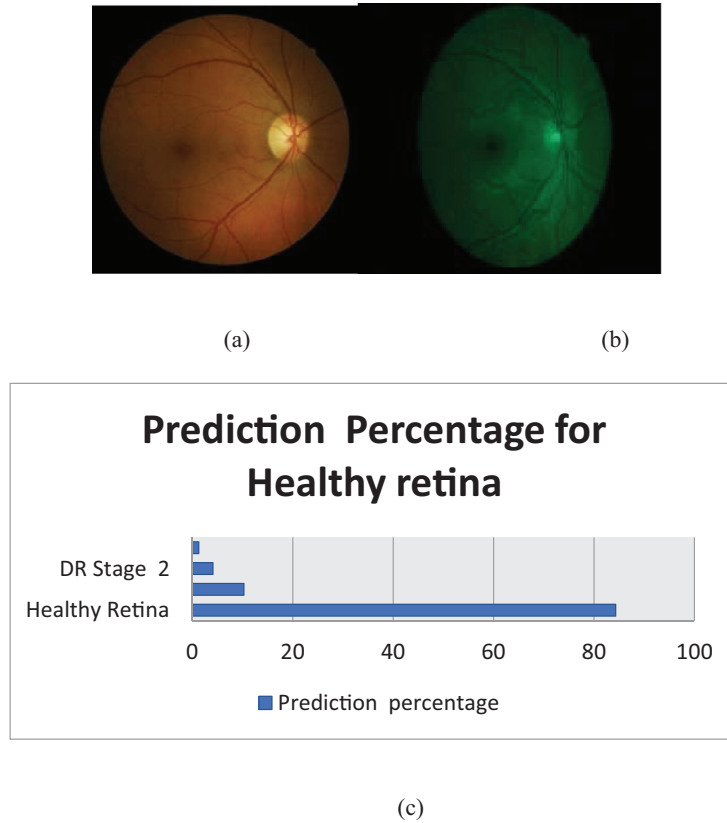 (a)
(b)
Prediction Percentage for
Healthy retina
DR Stage 2
Healthy Retina
0 20 40 60 80 100
Prediction percentage
(c)